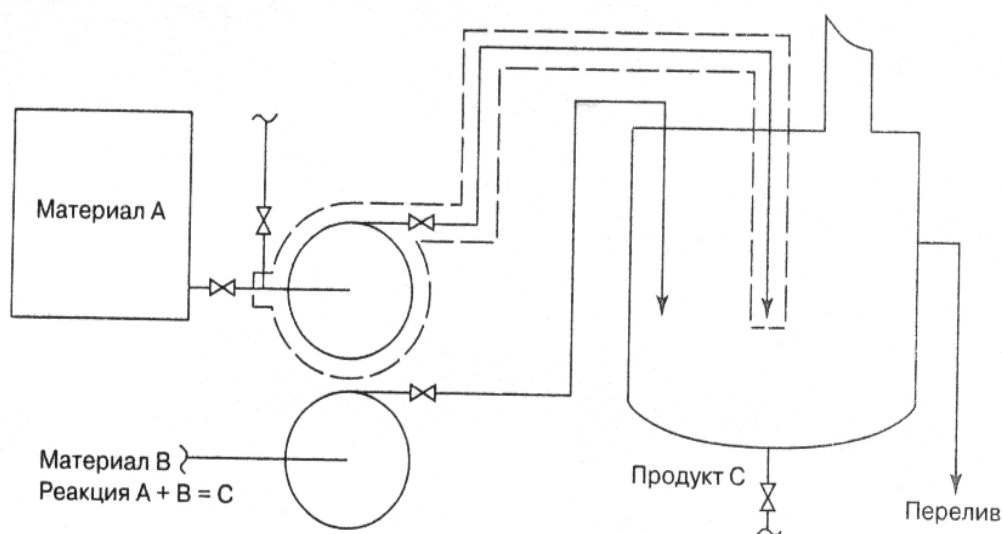 Материал А
Материал В
Реакция А + В = С
Продукт С
Перелив